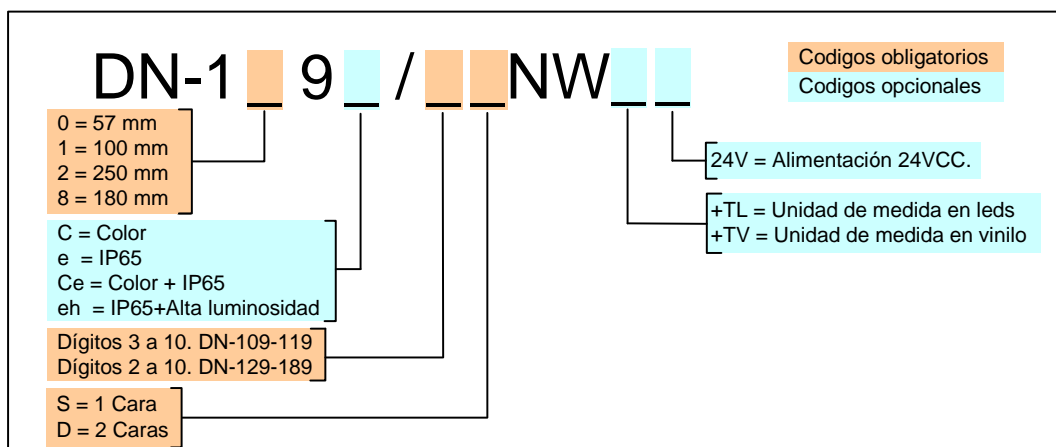 DN-1_ 9_ /_ _NW_ _
Codigos obligatorios
Codigos opcionales
0 = 57 mm
1 = 100 mm
2 = 250 mm
8 = 180 mm
24V = Alimentación 24VCC.
+TL = Unidad de medida en leds
+TV = Unidad de medida en vinilo
C = Color
e = IP65
Ce = Color + IP65
eh = IP65+Alta luminosidad
Dígitos 3 a 10. DN-109-119
Dígitos 2 a 10. DN-129-189
S = 1 Cara
D = 2 Caras